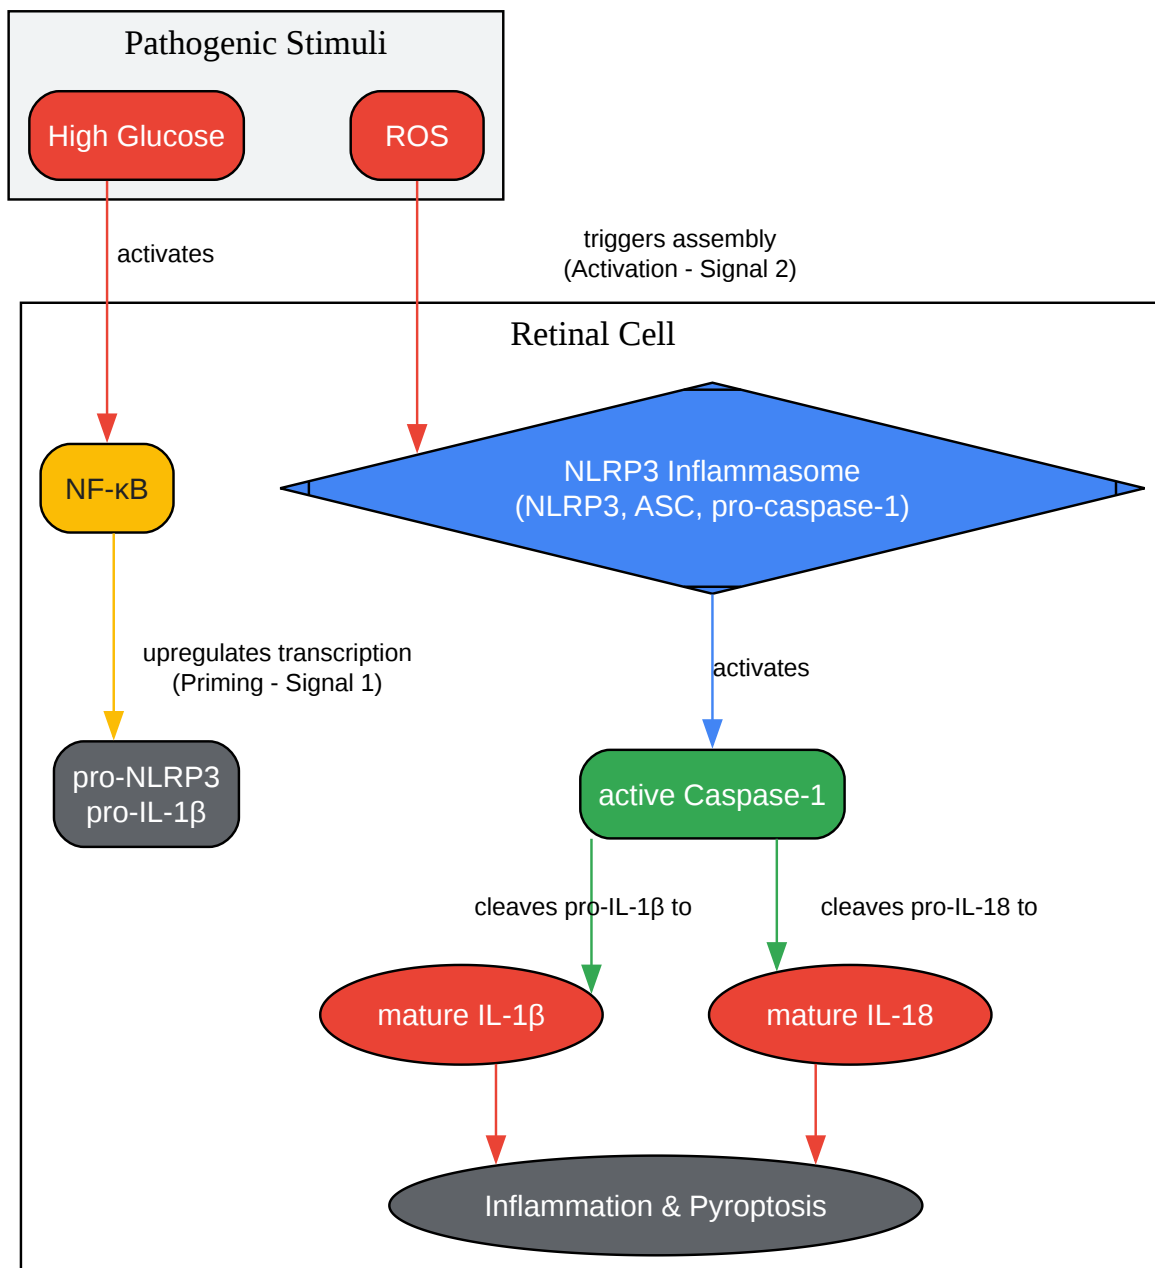 Pathogenic Stimuli
High Glucose
ROS
activates
triggers assembly
(Activation - Signal 2)
Retinal Cell
NF-κB
NLRP3 Inflammasome
(NLRP3, ASC, pro-caspase-1)
upregulates transcription
(Priming - Signal 1)
activates
pro-NLRP3
pro-IL-1β
active Caspase-1
cleaves pro-IL-1β to
cleaves pro-IL-18 to
mature IL-1β
mature IL-18
Inflammation & Pyroptosis